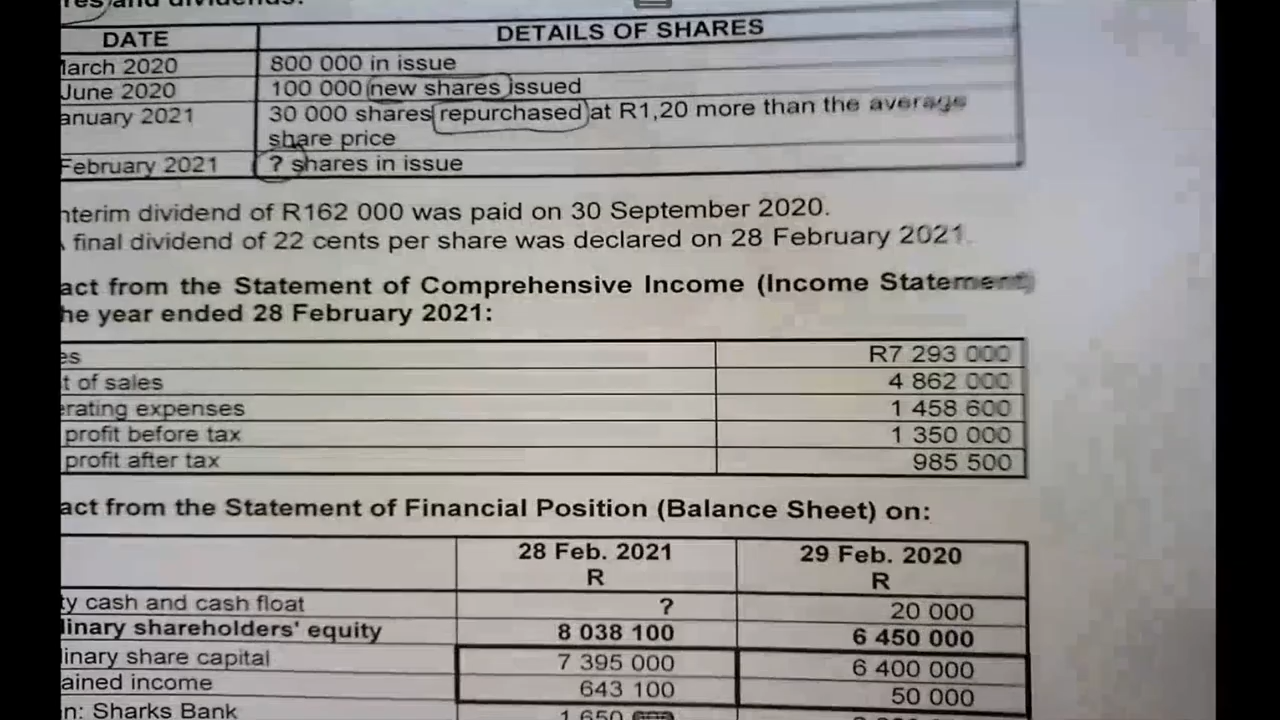 and dividends.
DATE DETAILS OF SHARES
March 2020 800 000 in issue
June 2020 100 000 new shares issued
anuary 2021 30 000 shares repurchased at R1,20 more than the average
share price
February 2021 ? shares in issue
nterim dividend of R162 000 was paid on 30 September 2020.
final dividend of 22 cents per share was declared on 28 February 2021.
act from the Statement of Comprehensive Income (Income Statement)
he year ended 28 February 2021:
es R7 293 000
t of sales 4 862 000
erating expenses 1 458 600
profit before tax 1 350 000
profit after tax 985 500
act from the Statement of Financial Position (Balance Sheet) on:
28 Feb. 2021 29 Feb. 2020
R R
ty cash and cash float ? 20 000
linary shareholders' equity 8 038 100 6 450 000
linary share capital 7 395 000 6 400 000
ained income 643 100 50 000
n: Sharks Bank 1 650